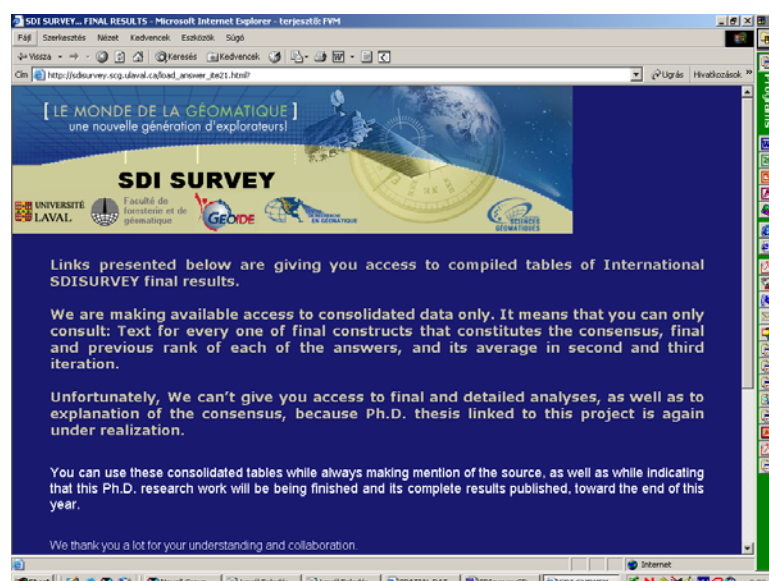 SDI SURVEY... FINAL RESULTS - Microsoft Internet Explorer - terjesztő: FVM
Fájl Szerkesztés Nézet Kedvencek Eszközök Súgó
Vissza Keresés Kedvencek
Cím http://sdisurvey.scg.ulaval.ca/load_answer_ite21.html? Ugrás Hivatkozások »
Programs
[ LE MONDE DE LA GÉOMATIQUE ]
une nouvelle génération d'explorateurs!
SDI SURVEY
UNIVERSITÉ
LAVAL
Faculté de
foresterie et de
géomatique
GEOIDE
EN GÉOMATIQUE
SCIENCES
GÉOMATIQUES
Links presented below are giving you access to compiled tables of International
SDISURVEY final results.
We are making available access to consolidated data only. It means that you can only
consult: Text for every one of final constructs that constitutes the consensus, final
and previous rank of each of the answers, and its average in second and third
iteration.
Unfortunately, We can't give you access to final and detailed analyses, as well as to
explanation of the consensus, because Ph.D. thesis linked to this project is again
under realization.
You can use these consolidated tables while always making mention of the source, as well as while indicating
that this Ph.D. research work will be being finished and its complete results published, toward the end of this
year.
We thank you a lot for your understanding and collaboration.
Internet